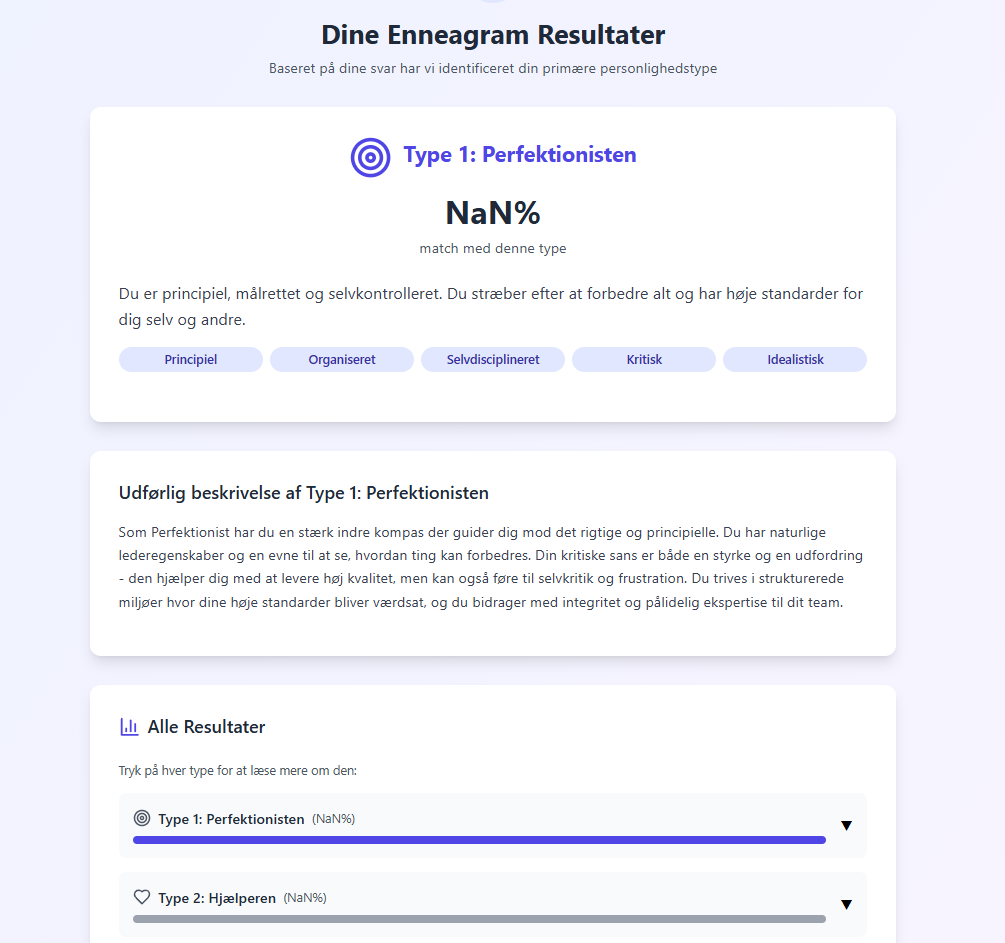 Dine Enneagram Resultater
Baseret på dine svar har vi identificeret din primære personlighedstype
Type 1: Perfektionisten
NaN%
match med denne type
Du er principiel, målrettet og selvkontrolleret. Du stræber efter at forbedre alt og har høje standarder for
dig selv og andre.
Principiel
Organiseret
Selvdisciplineret
Kritisk
Idealistisk
Udførlig beskrivelse af Type 1: Perfektionisten
Som Perfektionist har du en stærk indre kompas der guider dig mod det rigtige og principielle. Du har naturlige
lederegenskaber og en evne til at se, hvordan ting kan forbedres. Din kritiske sans er både en styrke og en udfordring
- den hjælper dig med at levere høj kvalitet, men kan også føre til selvkritik og frustration. Du trives i strukturerede
miljøer hvor dine høje standarder bliver værdsat, og du bidrager med integritet og pålidelig ekspertise til dit team.
Alle Resultater
Tryk på hver type for at læse mere om den:
Type 1: Perfektionisten (NaN%)
Type 2: Hjælperen (NaN%)